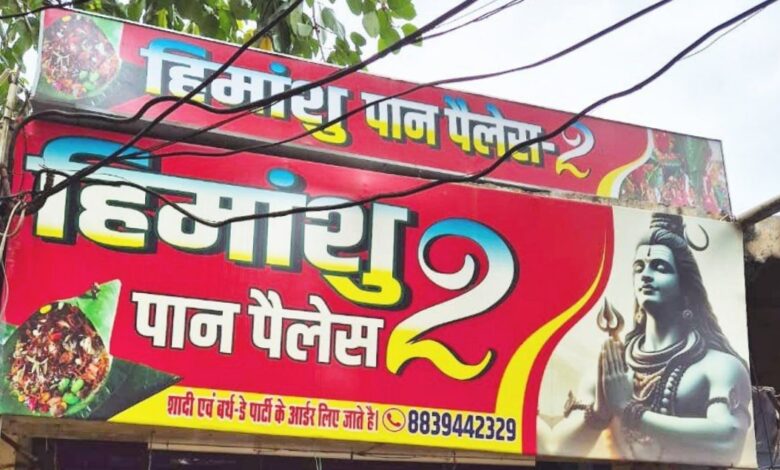 हिमांशु पान पैलेस-2
हिमांशु 2
पान पैलेस
शादी एवं बर्थ-डे पार्टी के आर्डर लिए जाते है। 8839442329